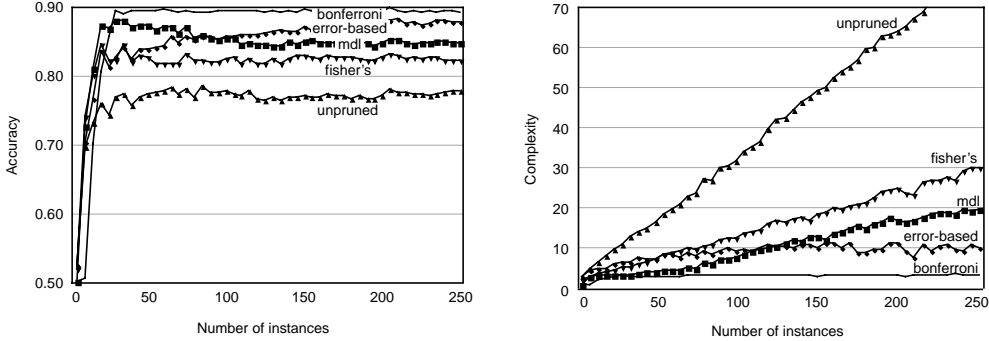 0.90
0.80
0.70
0.60
0.50
Accuracy
bonferroni
error-based
mdl
fisher's
unpruned
0 50 100 150 200 250
Number of instances
70
60
50
40
30
20
10
0
Complexity
unpruned
fisher's
mdl
error-based
bonferroni
0 50 100 150 200 250
Number of instances